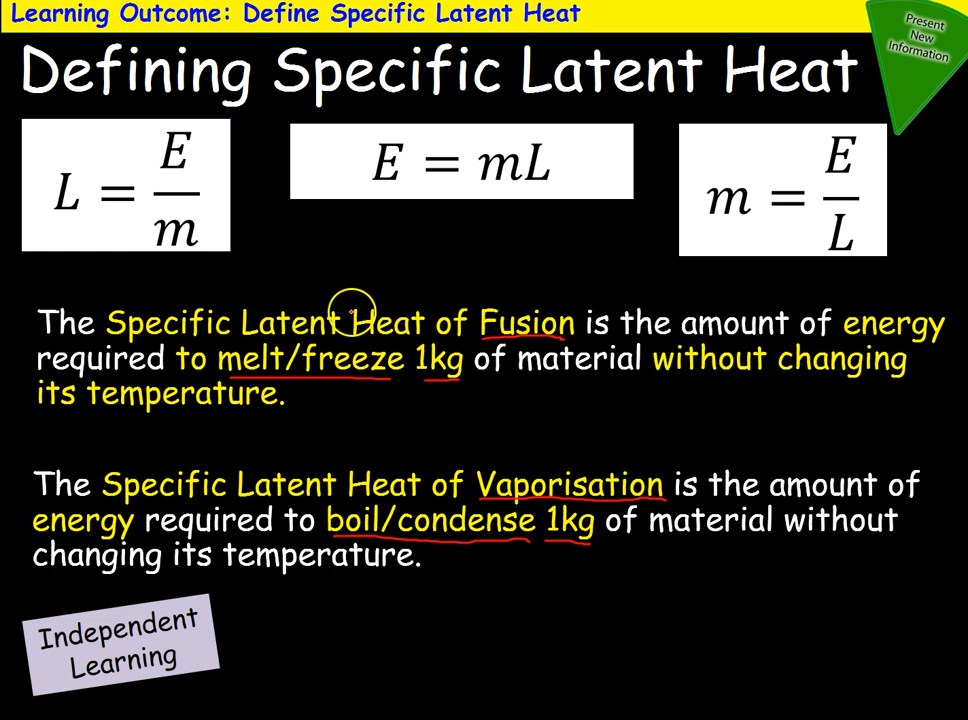 Learning Outcome: Define Specific Latent Heat
Present
New
Information
Defining Specific Latent Heat
L = E/m
E = mL
m = E/L
The Specific Latent Heat of Fusion is the amount of energy
required to melt/freeze 1kg of material without changing
its temperature.
The Specific Latent Heat of Vaporisation is the amount of
energy required to boil/condense 1kg of material without
changing its temperature.
Independent
Learning